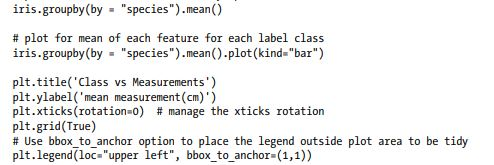 iris.groupby(by = "species").mean()
# plot for mean of each feature for each label class
iris.groupby(by = "species").mean().plot(kind="bar")
plt.title('Class vs Measurements')
plt.ylabel('mean measurement(cm)')
plt.xticks(rotation=0)  # manage the xticks rotation
plt.grid(True)
# Use bbox_to_anchor option to place the legend outside plot area to be tidy
plt.legend(loc="upper left", bbox_to_anchor=(1,1))